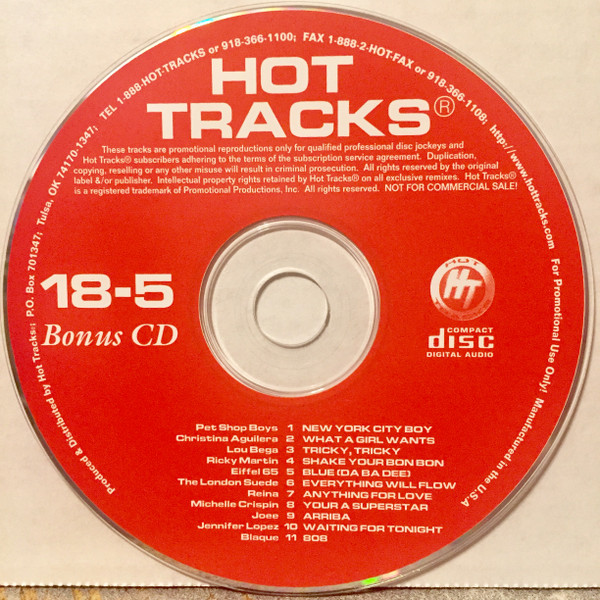 Produced & Distributed by Hot Tracks®; P.O. Box 701347; Tulsa, OK 74170-1347; TEL 1-888-HOT-TRACKS or 918-366-1100; FAX 1-888-2-HOT-FAX or 918-366-1108; http://www.hottracks.com For Promotional Use Only! Manufactured in the U.S.A
HOT
TRACKS®
These tracks are promotional reproductions only for qualified professional disc jockeys and
Hot Tracks® subscribers adhering to the terms of the subscription service agreement. Duplication,
copying, reselling or any other misuse will result in criminal prosecution. All rights reserved by the original
label &/or publisher. Intellectual property rights retained by Hot Tracks® on all exclusive remixes. Hot Tracks®
is a registered trademark of Promotional Productions, Inc. All rights reserved. NOT FOR COMMERCIAL SALE!
18-5
Bonus CD
HOT
HT
TRACKS
COMPACT
disc
DIGITAL AUDIO
Pet Shop Boys 1 NEW YORK CITY BOY
Christina Aguilera 2 WHAT A GIRL WANTS
Lou Bega 3 TRICKY, TRICKY
Ricky Martin 4 SHAKE YOUR BON BON
Eiffel 65 5 BLUE (DA BA DEE)
The London Suede 6 EVERYTHING WILL FLOW
Reina 7 ANYTHING FOR LOVE
Michelle Crispin 8 YOUR A SUPERSTAR
Joee 9 ARRIBA
Jennifer Lopez 10 WAITING FOR TONIGHT
Blaque 11 808